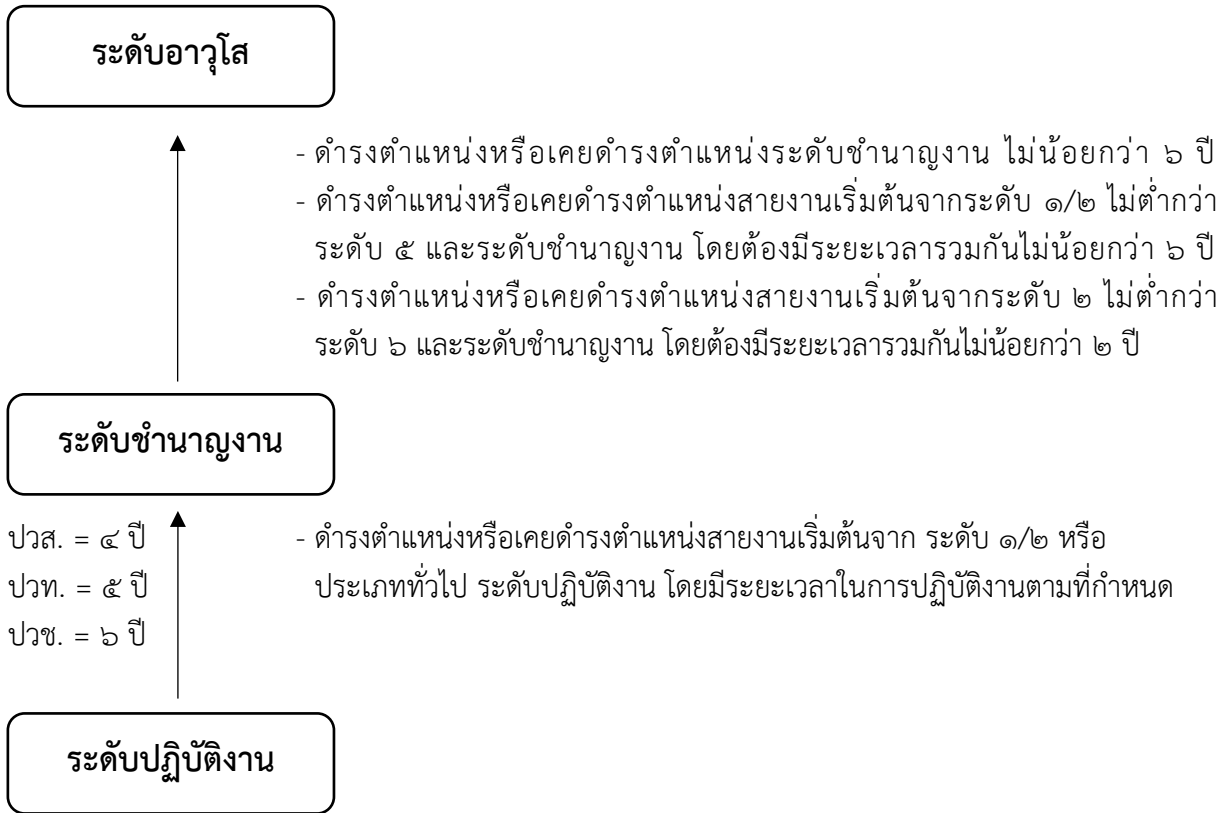 ระดับอาวุโส
- ดำรงตำแหน่งหรือเคยดำรงตำแหน่งระดับชำนาญงาน ไม่น้อยกว่า ๖ ปี
- ดำรงตำแหน่งหรือเคยดำรงตำแหน่งสายงานเริ่มต้นจากระดับ ๑/๒ ไม่ต่ำกว่า
ระดับ ๕ และระดับชำนาญงาน โดยต้องมีระยะเวลารวมกันไม่น้อยกว่า ๖ ปี
- ดำรงตำแหน่งหรือเคยดำรงตำแหน่งสายงานเริ่มต้นจากระดับ ๒ ไม่ต่ำกว่า
ระดับ ๖ และระดับชำนาญงาน โดยต้องมีระยะเวลารวมกันไม่น้อยกว่า ๒ ปี
ระดับชำนาญงาน
ปวส. = ๔ ปี
ปวท. = ๕ ปี
ปวช. = ๖ ปี
- ดำรงตำแหน่งหรือเคยดำรงตำแหน่งสายงานเริ่มต้นจาก ระดับ ๑/๒ หรือ
ประเภททั่วไป ระดับปฏิบัติงาน โดยมีระยะเวลาในการปฏิบัติงานตามที่กำหนด
ระดับปฏิบัติงาน